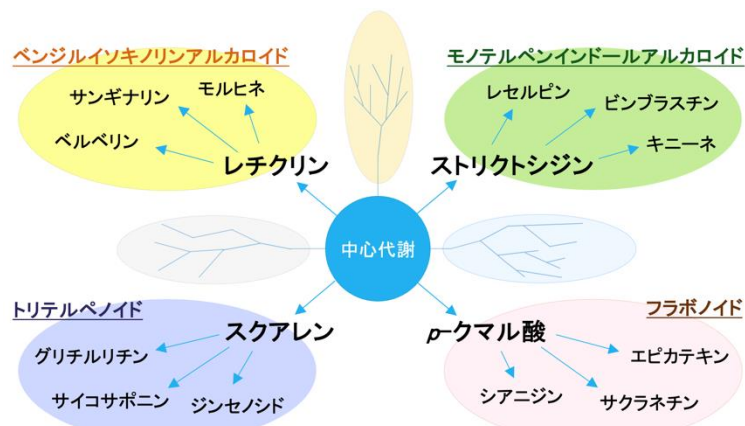 ベンジルイソキノリンアルカロイド
サンギナリン
モルヒネ
ベルベリン
レチクリン
モノテルペンインドールアルカロイド
レセルピン
ビンブラスチン
キニーネ
ストリクトシジン
中心代謝
トリテルペノイド
スクアレン
グリチルリチン
サイコサポニン
ジンセノシド
フラボノイド
p-クマル酸
エピカテキン
シアニジン
サクラネチン